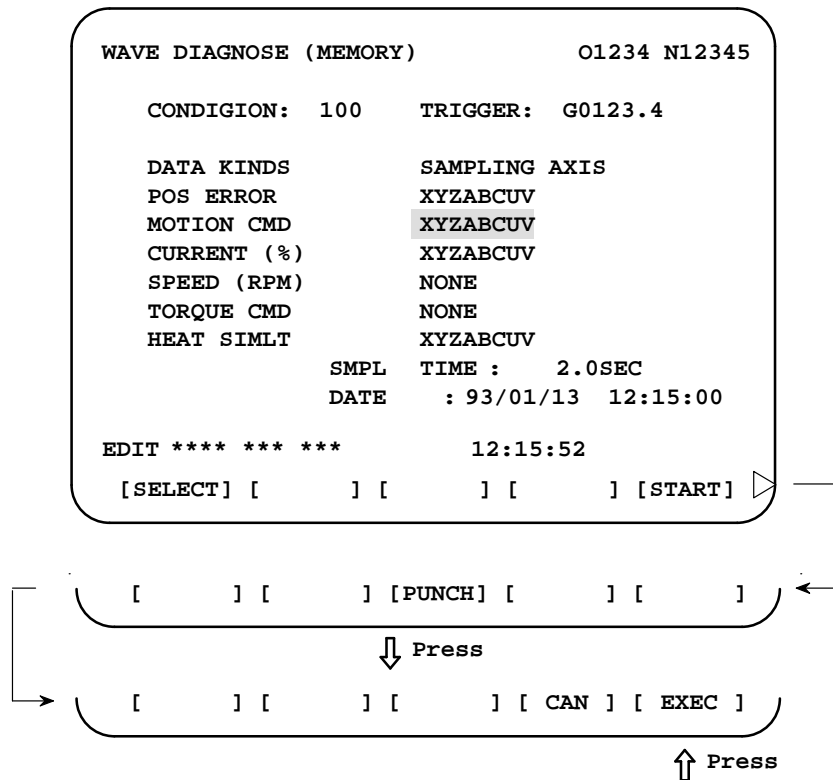 WAVE DIAGNOSE (MEMORY) O1234 N12345
CONDIGION: 100 TRIGGER: G0123.4
DATA KINDS SAMPLING AXIS
POS ERROR XYZABCUV
MOTION CMD XYZABCUV
CURRENT (%) XYZABCUV
SPEED (RPM) NONE
TORQUE CMD NONE
HEAT SIMLT XYZABCUV
SMPL TIME : 2.0SEC
DATE : 93/01/13 12:15:00
EDIT **** *** *** 12:15:52
[SELECT] [ ] [ ] [ ] [START]
[ ] [ ] [PUNCH] [ ] [ ]
Press
[ ] [ ] [ ] [ CAN ] [ EXEC ]
Press